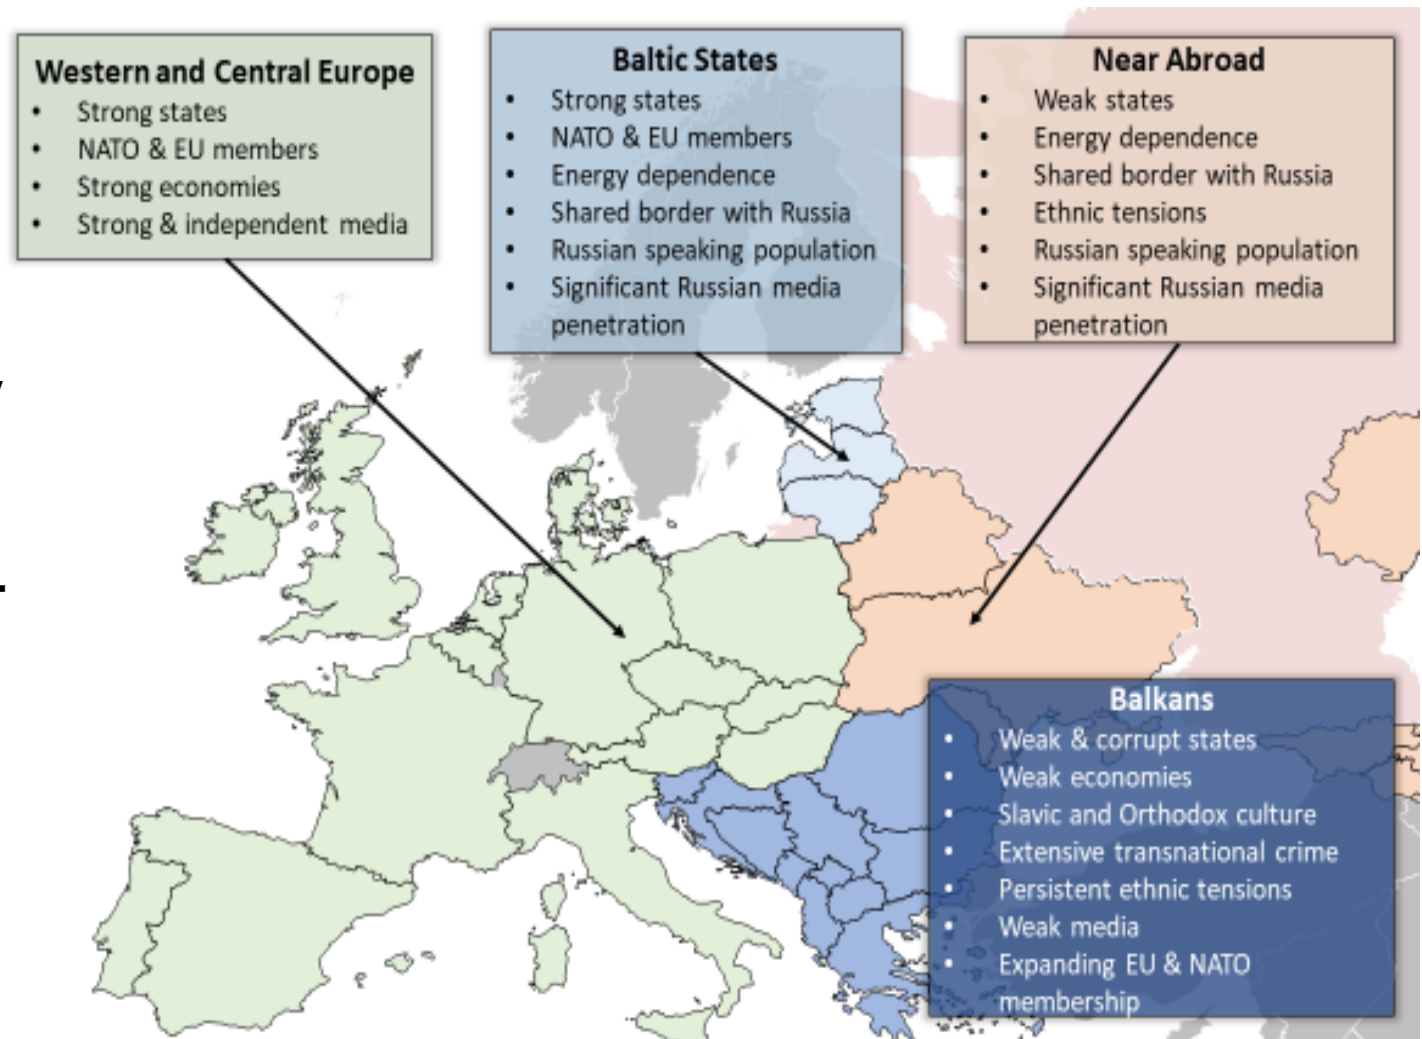 Western and Central Europe
• Strong states
• NATO & EU members
• Strong economies
• Strong & independent media
Baltic States
• Strong states
• NATO & EU members
• Energy dependence
• Shared border with Russia
• Russian speaking population
• Significant Russian media
penetration
Near Abroad
• Weak states
• Energy dependence
• Shared border with Russia
• Ethnic tensions
• Russian speaking population
• Significant Russian media
penetration
Balkans
• Weak & corrupt states
• Weak economies
• Slavic and Orthodox culture
• Extensive transnational crime
• Persistent ethnic tensions
• Weak media
• Expanding EU & NATO
membership